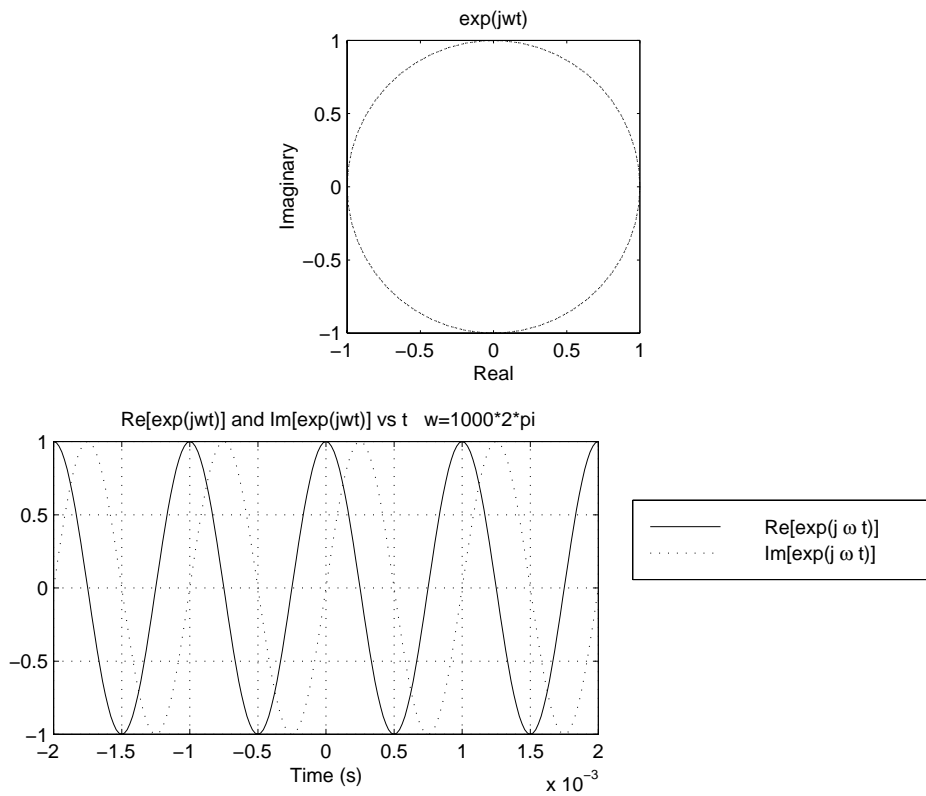 exp(jwt)
1
0.5
0
−0.5
−1
Imaginary
−1 −0.5 0 0.5 1
Real
Re[exp(jwt)] and Im[exp(jwt)] vs t w=1000*2*pi
1
0.5
0
−0.5
−1
−2 −1.5 −1 −0.5 0 0.5 1 1.5 2
Time (s)
x 10−3
Re[exp(j ω t)]
Im[exp(j ω t)]